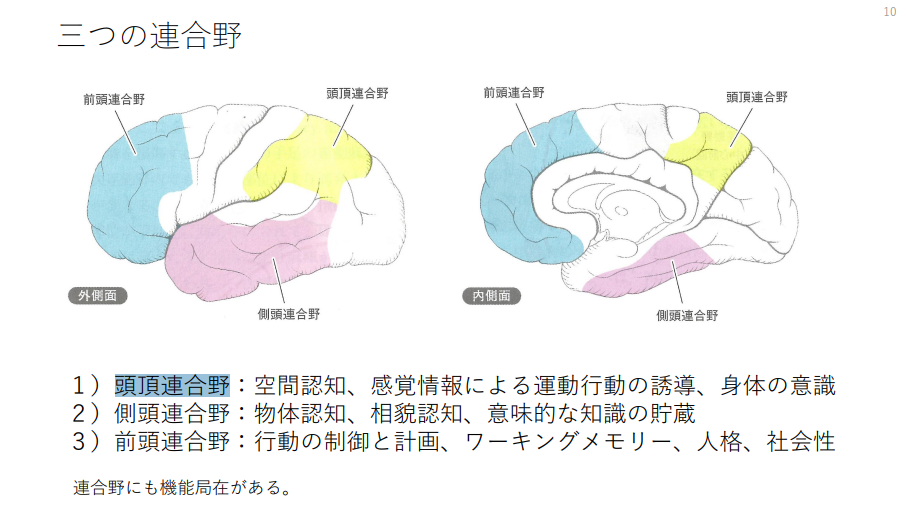 10
三つの連合野
前頭連合野
頭頂連合野
外側面
側頭連合野
前頭連合野
頭頂連合野
内側面
側頭連合野
1）頭頂連合野：空間認知、感覚情報による運動行動の誘導、身体の意識
2）側頭連合野：物体認知、相貌認知、意味的な知識の貯蔵
3）前頭連合野：行動の制御と計画、ワーキングメモリー、人格、社会性
連合野にも機能局在がある。